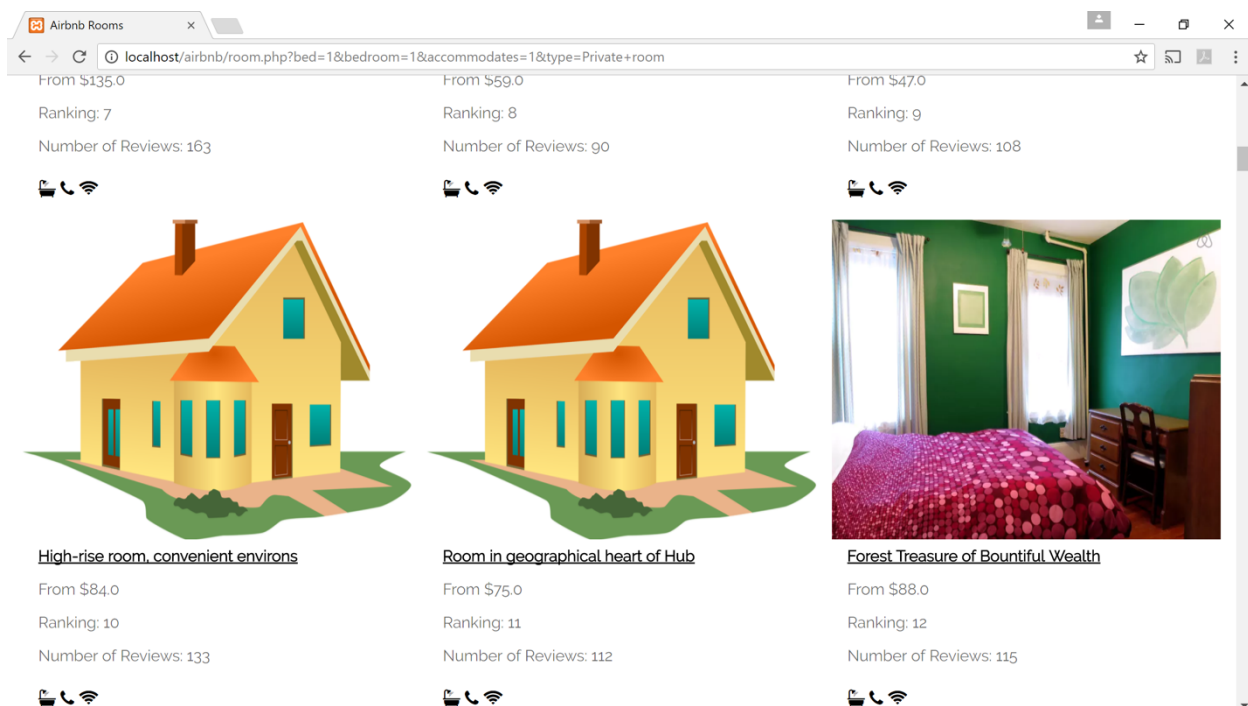 Airbnb Rooms
localhost/airbnb/room.php?bed=1&bedroom=1&accommodates=1&type=Private+room
From $135.0
From $59.0
From $47.0
Ranking: 7
Ranking: 8
Ranking: 9
Number of Reviews: 163
Number of Reviews: 90
Number of Reviews: 108
High-rise room, convenient environs
Room in geographical heart of Hub
Forest Treasure of Bountiful Wealth
From $84.0
From $75.0
From $88.0
Ranking: 10
Ranking: 11
Ranking: 12
Number of Reviews: 133
Number of Reviews: 112
Number of Reviews: 115